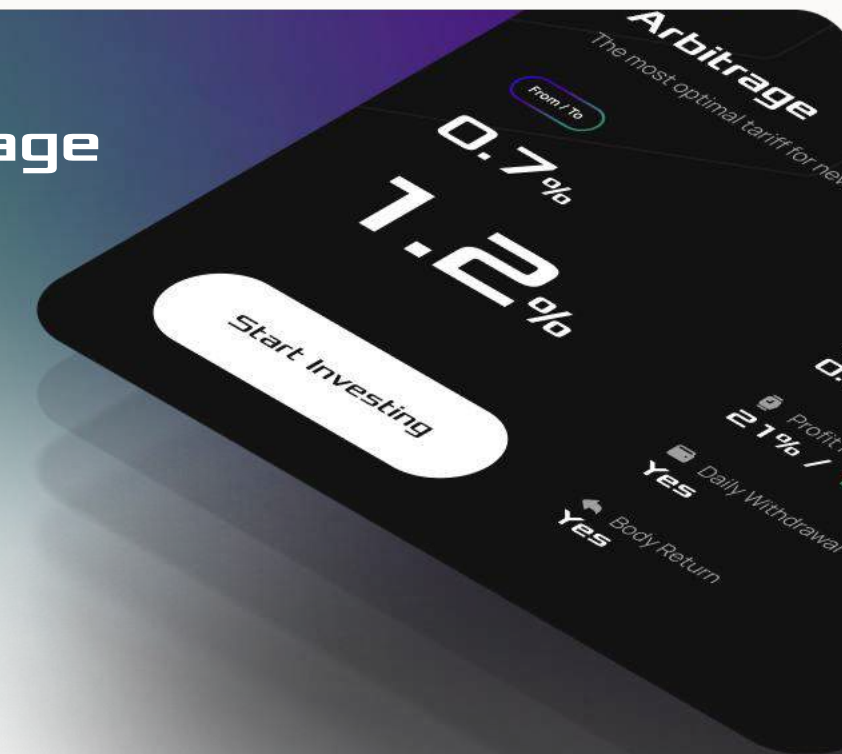 age
Arbitrage
The most optimal tariff for new
From / To
0.7%
1.2%
Start Investing
0.
Profit
21% /
Daily Withdrawal
Yes
Body Return
Yes